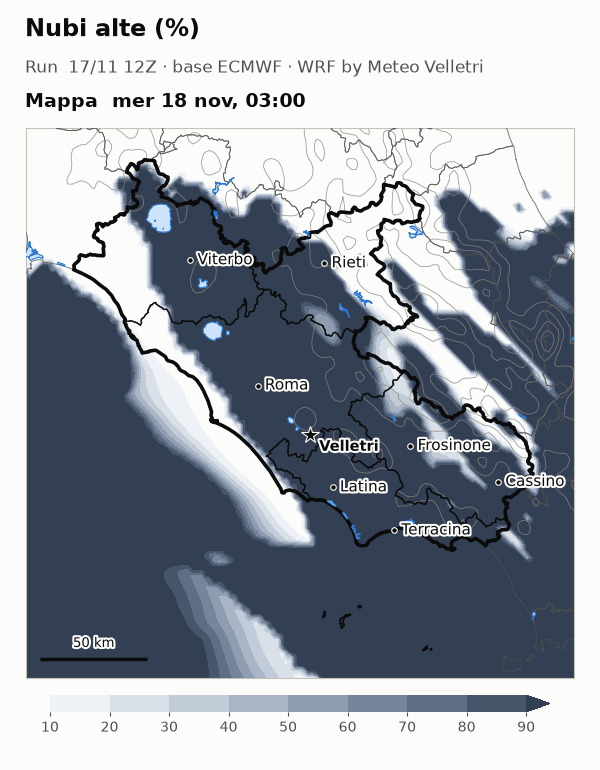 Nubi alte (%)
Run 17/11 12Z · base ECMWF · WRF by Meteo Velletri
Mappa mer 18 nov, 03:00
Viterbo
Rieti
Roma
Velletri
Frosinone
Cassino
Latina
Terracina
50 km
10 20 30 40 50 60 70 80 90